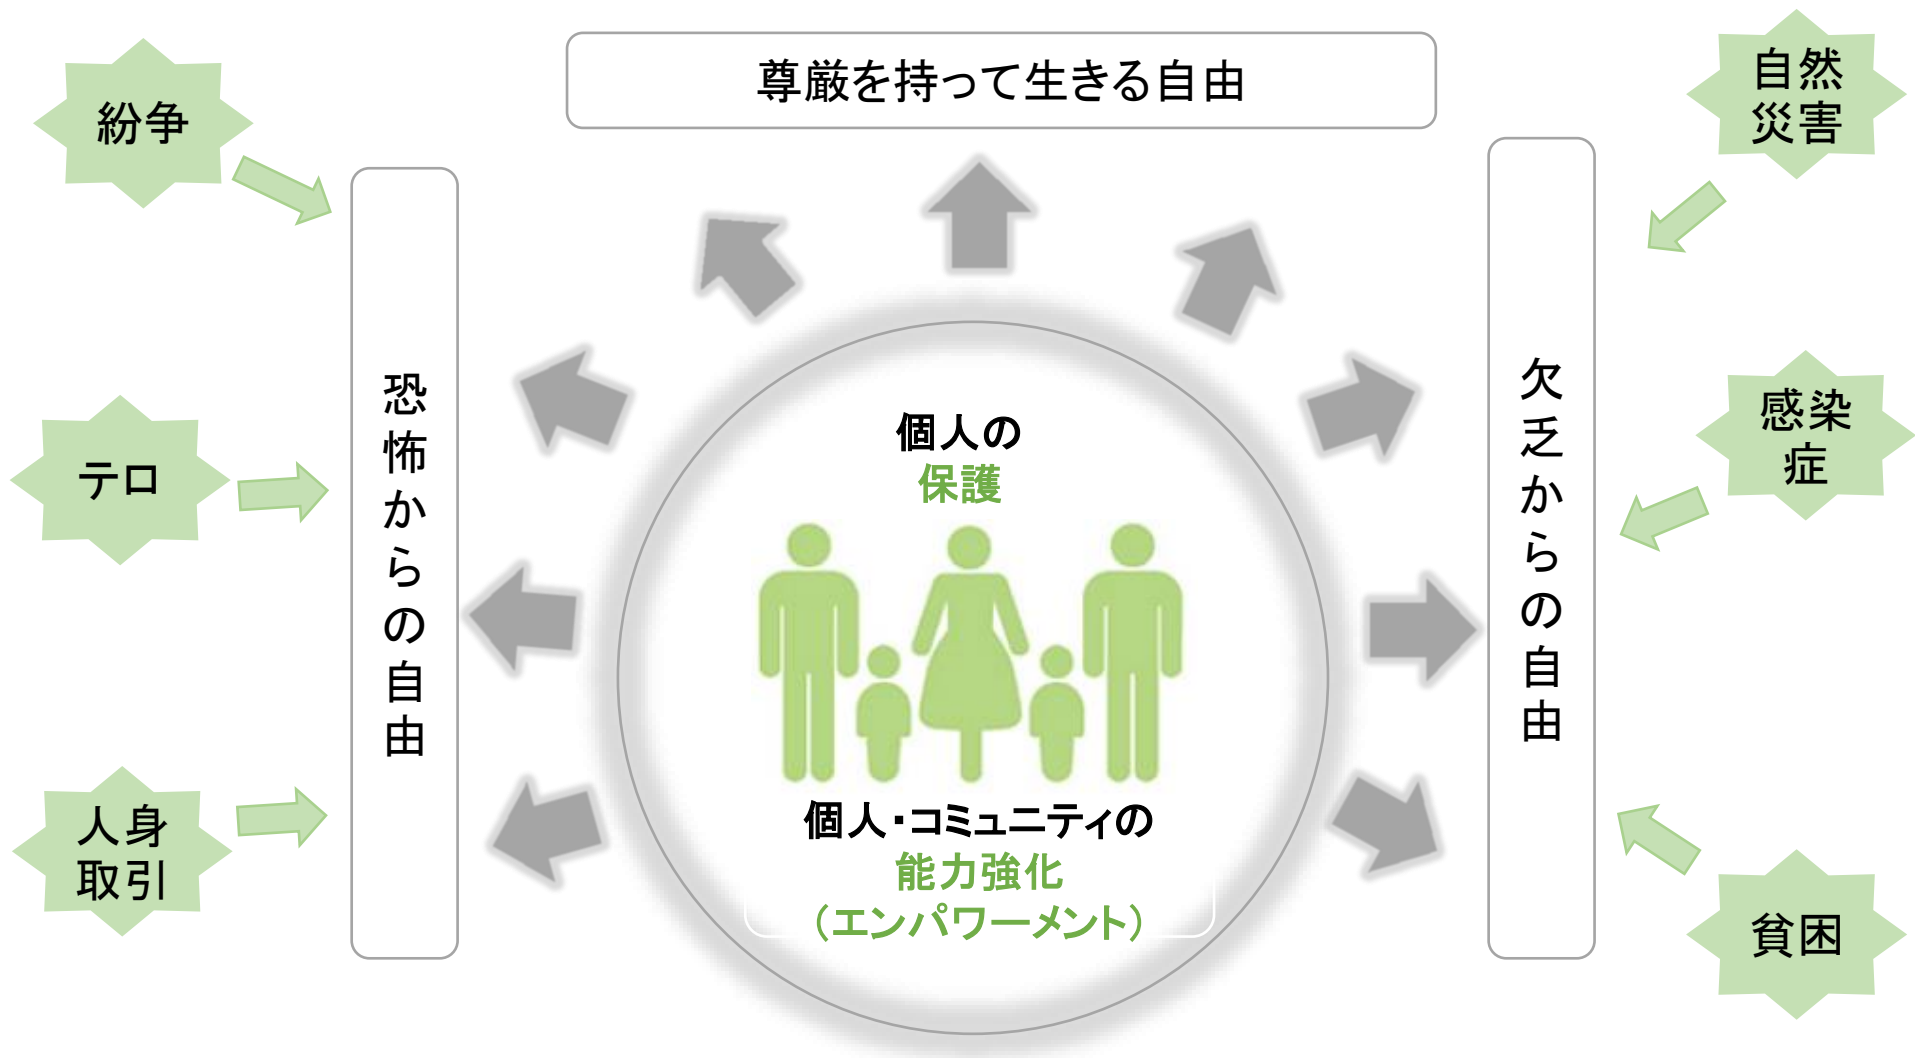 尊厳を持って生きる自由
紛争
テロ
人身
取引
恐怖からの自由
個人の
保護
個人・コミュニティの
能力強化
（エンパワーメント）
欠乏からの自由
自然
災害
感染
症
貧困